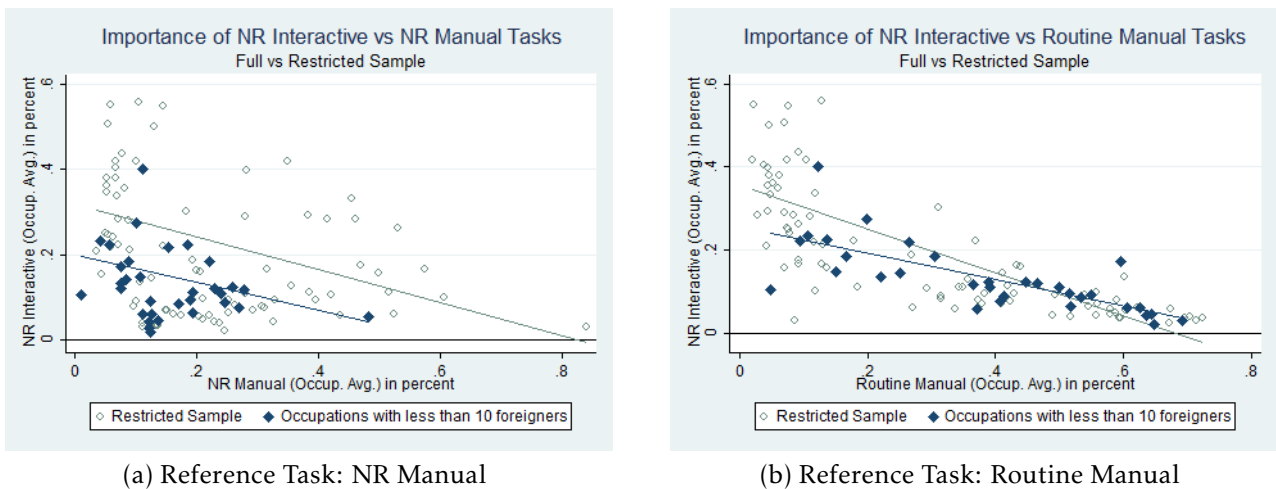 Importance of NR Interactive vs NR Manual Tasks
Full vs Restricted Sample
NR Interactive (Occup. Avg.) in percent
.6
.4
.2
0
0 .2 .4 .6 .8
NR Manual (Occup. Avg.) in percent
Restricted Sample Occupations with less than 10 foreigners
(a) Reference Task: NR Manual
Importance of NR Interactive vs Routine Manual Tasks
Full vs Restricted Sample
NR Interactive (Occup. Avg.) in percent
.6
.4
.2
0
0 .2 .4 .6 .8
Routine Manual (Occup. Avg.) in percent
Restricted Sample Occupations with less than 10 foreigners
(b) Reference Task: Routine Manual